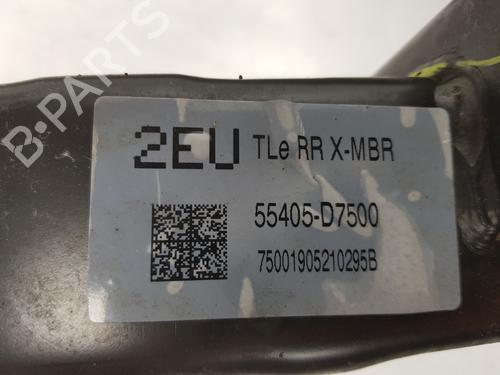 2EU TLe RR X-MBR
55405-D7500
75001905210295B
B-PARTS